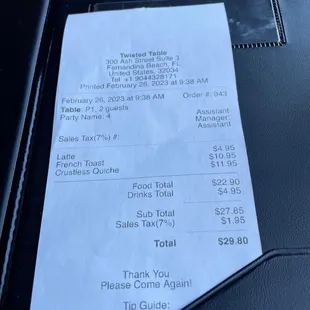 Twisted Table
300 Ash Street Suite 3
Fernandina Beach, FL
United States, 32034
Tel: +1 9044328171
Printed February 26, 2023 at 9:38 AM
February 26, 2023 at 9:38 AM Order #: 943
Table: P1, 2 guests Assistant
Party Name: 4 Manager:
Assistant
Sales Tax(7%) #:
Latte $4.95
French Toast $10.95
Crustless Quiche $11.95
Food Total $22.90
Drinks Total $4.95
Sub Total $27.85
Sales Tax(7%) $1.95
Total $29.80
Thank You
Please Come Again!
Tip Guide: